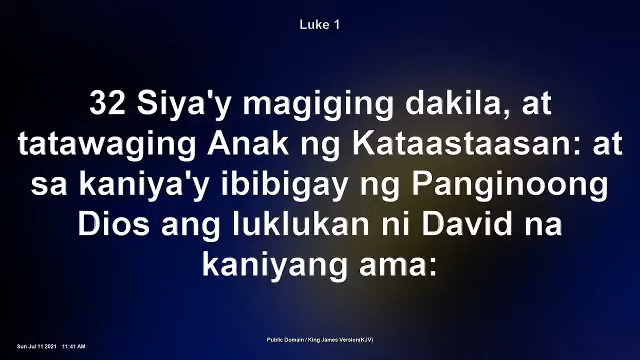 Luke 1
32 Siya'y magiging dakila, at
tatawaging Anak ng Kataastaasan: at
sa kaniya'y ibibigay ng Panginoong
Dios ang luklukan ni David na
kaniyang ama:
Public Domain / King James Version(KJV)
Sun Jul 11 2021 11:41 AM